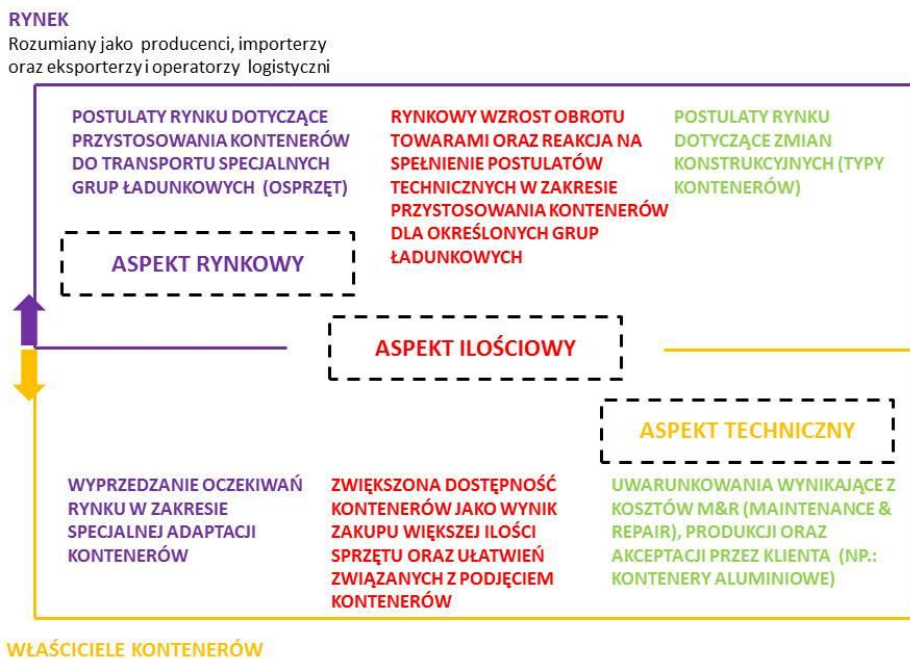 RYNEK
Rozumiany jako producenci, importerzy
oraz eksporterzy i operatorzy logistyczni
POSTULATY RYNKU DOTYCZĄCE
PRZYSTOSOWANIA KONTENERÓW
DO TRANSPORTU SPECJALNYCH
GRUP ŁADUNKOWYCH (OSPRZĘT)
RYNKOWY WZROST OBROTU
TOWARAMI ORAZ REAKCJA NA
SPEŁNIENIE POSTULATÓW
TECHNICZNYCH W ZAKRESIE
PRZYSTOSOWANIA KONTENERÓW
DLA OKREŚLONYCH GRUP
ŁADUNKOWYCH
POSTULATY RYNKU
DOTYCZĄCE ZMIAN
KONSTRUKCYJNYCH (TYPY
KONTENERÓW)
ASPEKT RYNKOWY
ASPEKT ILOŚCIOWY
ASPEKT TECHNICZNY
WYPRZEDZANIE OCZEKIWAŃ
RYNKU W ZAKRESIE
SPECJALNEJ ADAPTACJI
KONTENERÓW
ZWIĘKSZONA DOSTĘPNOŚĆ
KONTENERÓW JAKO WYNIK
ZAKUPU WIĘKSZEJ ILOŚCI
SPRZĘTU ORAZ UŁATWIEŃ
ZWIĄZANYCH Z PODJĘCIEM
KONTENERÓW
UWARUNKOWANIA WYNIKAJĄCE Z
KOSZTÓW M&R (MAINTENANCE &
REPAIR), PRODUKCJI ORAZ
AKCEPTACJI PRZEZ KLIENTA (NP.:
KONTENERY ALUMINIOWE)
WŁAŚCICIELE KONTENERÓW